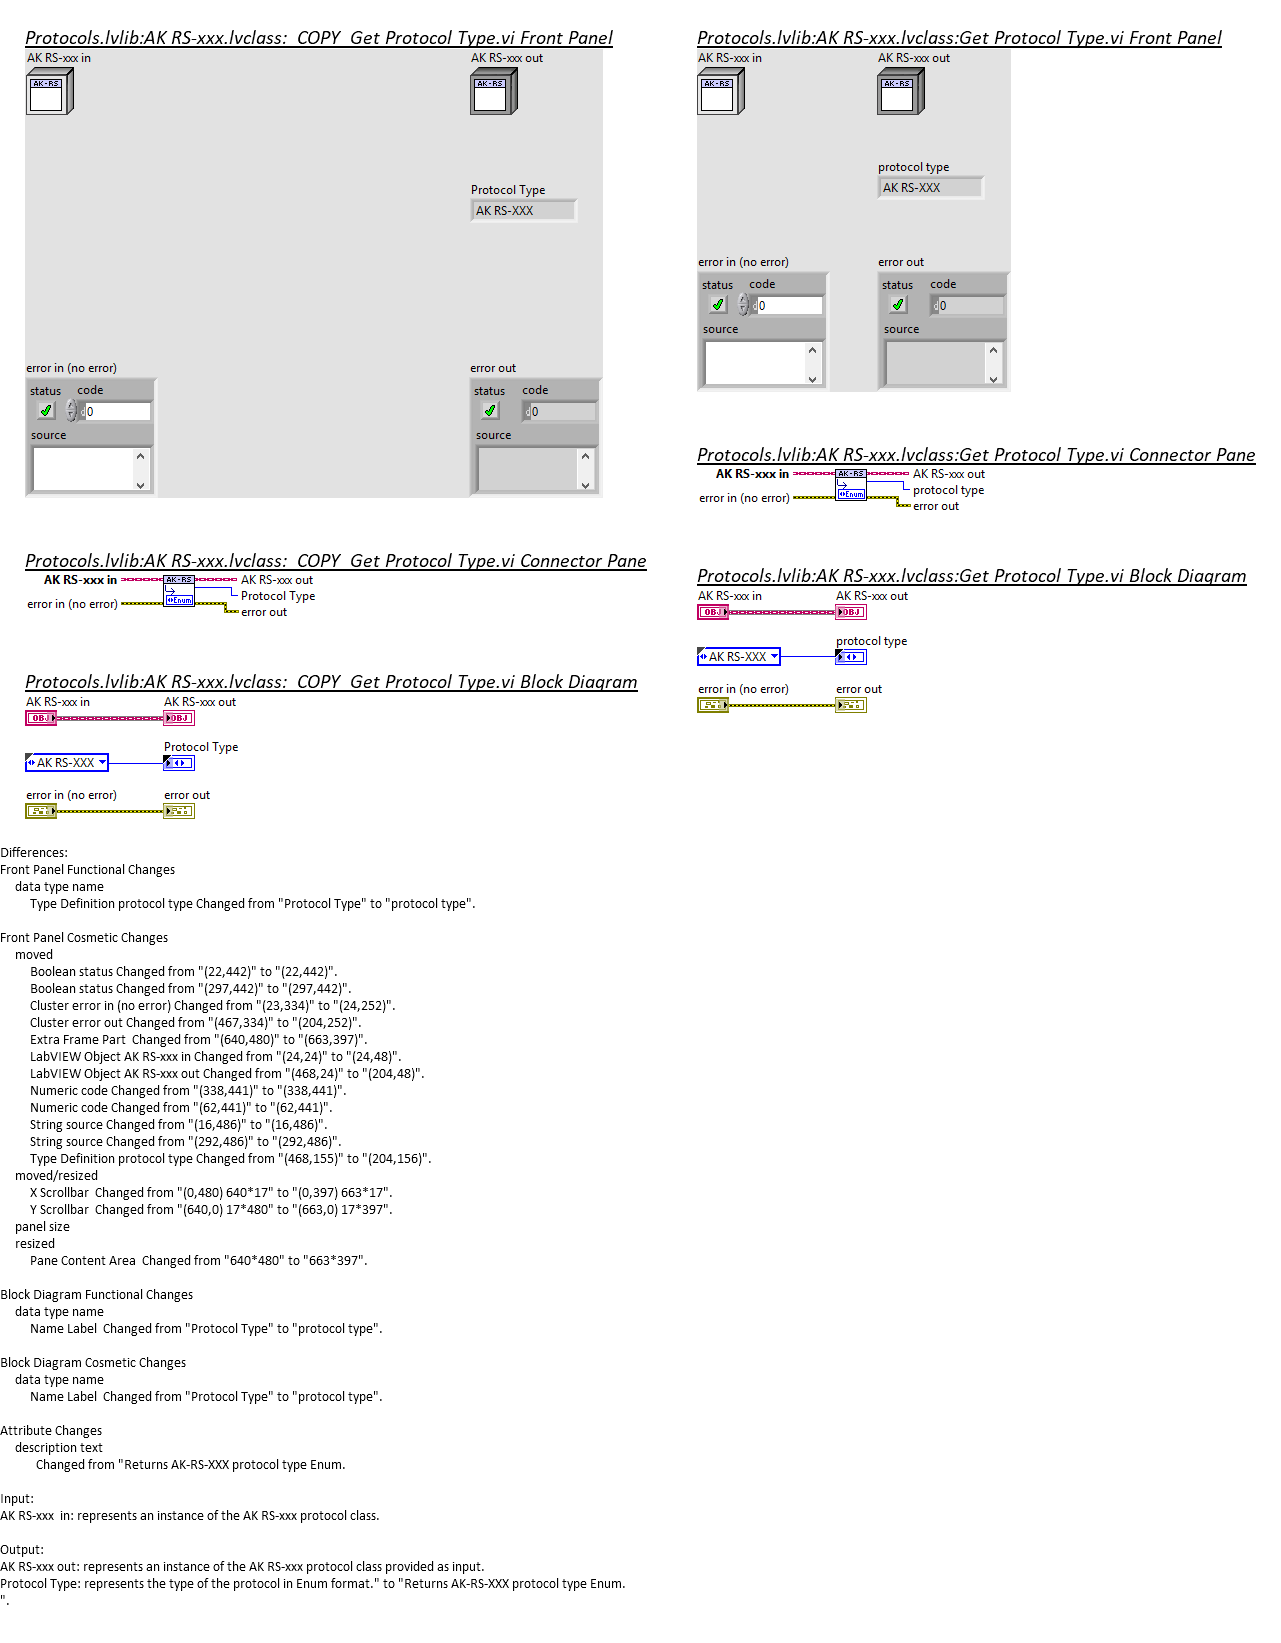 Protocols.lvlib:AK RS-xxx.lvclass:_COPY_Get Protocol Type.vi Front Panel
AK RS-xxx in
AK RS-xxx out
AK-RS
AK-RS
Protocol Type
AK RS-XXX
error in (no error)
error out
status
code
status
code
d0
d0
source
source
Protocols.lvlib:AK RS-xxx.lvclass:_COPY_Get Protocol Type.vi Connector Pane
AK RS-xxx in
AK-RS
AK RS-xxx out
Protocol Type
error in (no error)
Enum
error out
Protocols.lvlib:AK RS-xxx.lvclass:_COPY_Get Protocol Type.vi Block Diagram
AK RS-xxx in
AK RS-xxx out
OBJ
OBJ
Protocol Type
AK RS-XXX
error in (no error)
error out
Protocols.lvlib:AK RS-xxx.lvclass:Get Protocol Type.vi Front Panel
AK RS-xxx in
AK RS-xxx out
AK-RS
AK-RS
protocol type
AK RS-XXX
error in (no error)
error out
status
code
status
code
d0
d0
source
source
Protocols.lvlib:AK RS-xxx.lvclass:Get Protocol Type.vi Connector Pane
AK RS-xxx in
AK-RS
AK RS-xxx out
protocol type
error in (no error)
Enum
error out
Protocols.lvlib:AK RS-xxx.lvclass:Get Protocol Type.vi Block Diagram
AK RS-xxx in
AK RS-xxx out
OBJ
OBJ
protocol type
AK RS-XXX
error in (no error)
error out
Differences:
Front Panel Functional Changes
data type name
Type Definition protocol type Changed from "Protocol Type" to "protocol type".
Front Panel Cosmetic Changes
moved
Boolean status Changed from "(22,442)" to "(22,442)".
Boolean status Changed from "(297,442)" to "(297,442)".
Cluster error in (no error) Changed from "(23,334)" to "(24,252)".
Cluster error out Changed from "(467,334)" to "(204,252)".
Extra Frame Part  Changed from "(640,480)" to "(663,397)".
LabVIEW Object AK RS-xxx in Changed from "(24,24)" to "(24,48)".
LabVIEW Object AK RS-xxx out Changed from "(468,24)" to "(204,48)".
Numeric code Changed from "(338,441)" to "(338,441)".
Numeric code Changed from "(62,441)" to "(62,441)".
String source Changed from "(16,486)" to "(16,486)".
String source Changed from "(292,486)" to "(292,486)".
Type Definition protocol type Changed from "(468,155)" to "(204,156)".
moved/resized
X Scrollbar  Changed from "(0,480) 640*17" to "(0,397) 663*17".
Y Scrollbar  Changed from "(640,0) 17*480" to "(663,0) 17*397".
panel size
resized
Pane Content Area  Changed from "640*480" to "663*397".
Block Diagram Functional Changes
data type name
Name Label  Changed from "Protocol Type" to "protocol type".
Block Diagram Cosmetic Changes
data type name
Name Label  Changed from "Protocol Type" to "protocol type".
Attribute Changes
description text
Changed from "Returns AK-RS-XXX protocol type Enum.
Input:
AK RS-xxx  in: represents an instance of the AK RS-xxx protocol class.
Output:
AK RS-xxx out: represents an instance of the AK RS-xxx protocol class provided as input.
Protocol Type: represents the type of the protocol in Enum format." to "Returns AK-RS-XXX protocol type Enum.
".